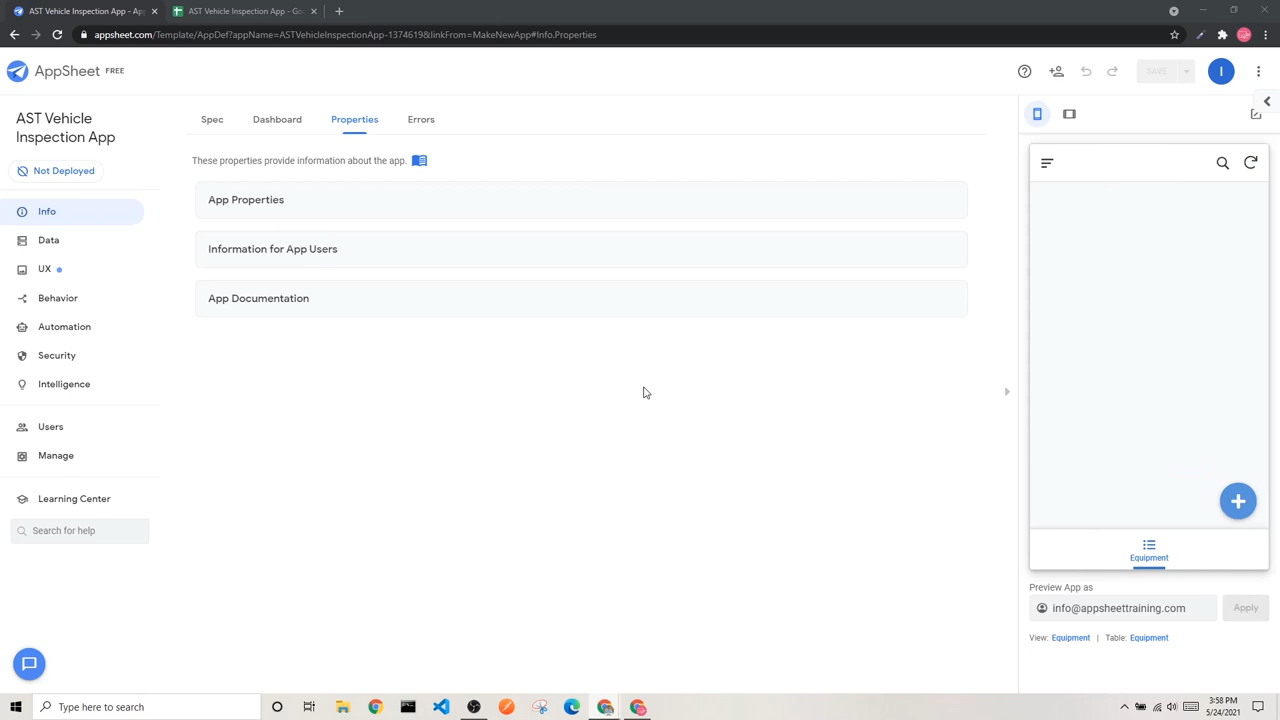 AST Vehicle Inspection App - App
AST Vehicle Inspection App - Go
appsheet.com/Template/AppDef?appName=ASTVehicleInspectionApp-1374619&linkFrom=MakeNewApp#Info.Properties
AppSheet FREE
SAVE
I
AST Vehicle
Inspection App
Not Deployed
Info
Data
UX
Behavior
Automation
Security
Intelligence
Users
Manage
Learning Center
Search for help
Spec Dashboard Properties Errors
These properties provide information about the app.
App Properties
Information for App Users
App Documentation
Equipment
Preview App as
info@appsheettraining.com
Apply
View: Equipment | Table: Equipment
Type here to search
3:58 PM
5/24/2021